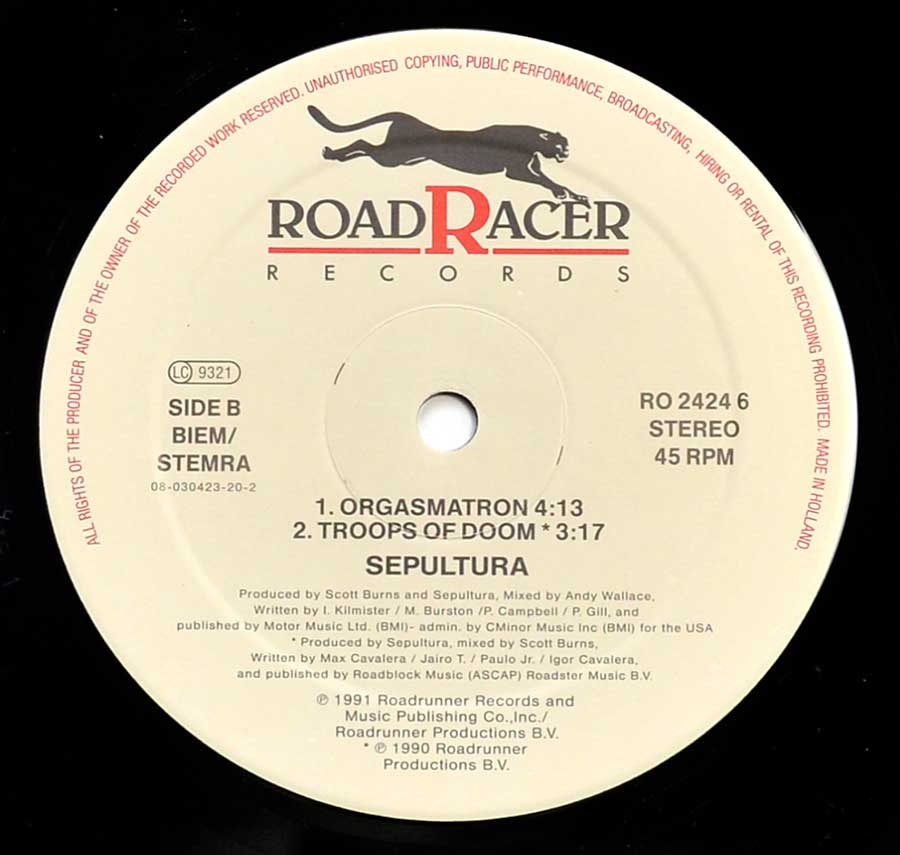 ALL RIGHTS OF THE PRODUCER AND OF THE OWNER OF THE RECORDED WORK RESERVED. UNAUTHORISED COPYING, PUBLIC PERFORMANCE, BROADCASTING, HIRING OR RENTAL OF THIS RECORDING PROHIBITED. MADE IN HOLLAND.
ROADRACER
RECORDS
LC 9321
SIDE B
BIEM/
STEMRA
08-030423-20-2
RO 2424 6
STEREO
45 RPM
1. ORGASMATRON 4:13
2. TROOPS OF DOOM * 3:17
SEPULTURA
Produced by Scott Burns and Sepultura, Mixed by Andy Wallace,
Written by I. Kilmister / M. Burston /P. Campbell / P. Gill, and
published by Motor Music Ltd. (BMI)- admin. by CMinor Music Inc (BMI) for the USA
* Produced by Sepultura, mixed by Scott Burns,
Written by Max Cavalera / Jairo T. / Paulo Jr. / Igor Cavalera,
and published by Roadblock Music (ASCAP) Roadster Music B.V.
℗ 1991 Roadrunner Records and
Music Publishing Co.,Inc./
Roadrunner Productions B.V.
* ℗ 1990 Roadrunner
Productions B.V.